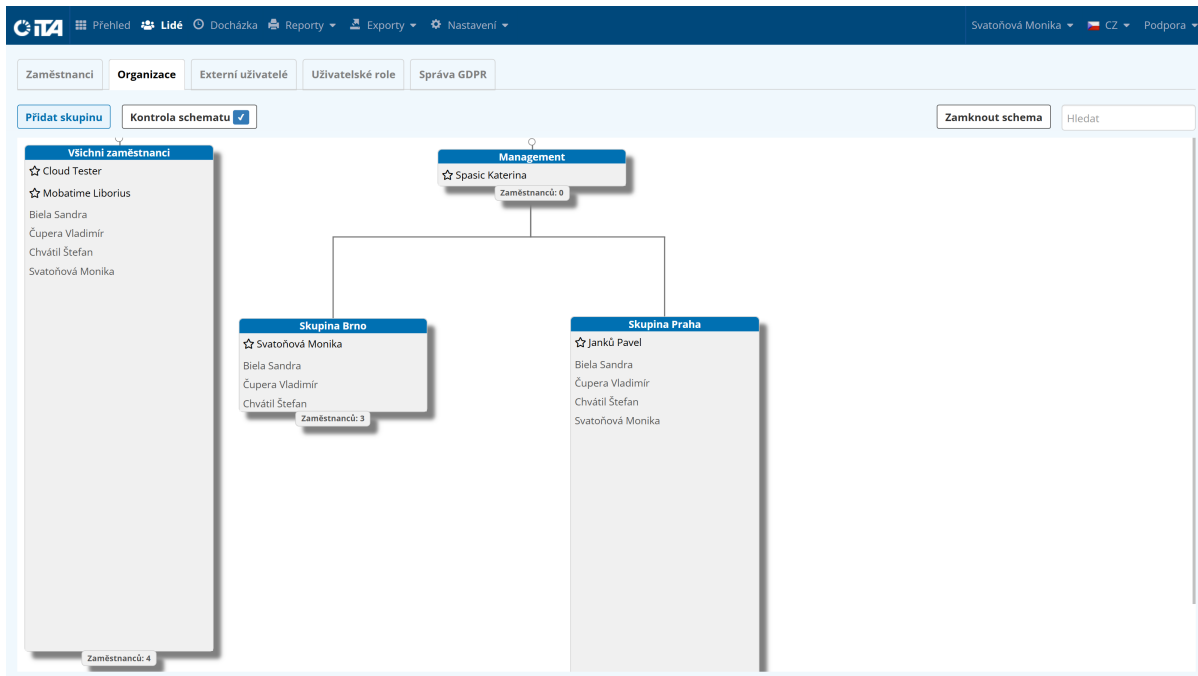 CiTA Přehled Lidé Docházka Reporty Exporty Nastavení Svatoňová Monika CZ Podpora
Zaměstnanci Organizace Externí uživatelé Uživatelské role Správa GDPR
Přidat skupinu Kontrola schematu Zamknout schema Hledat
Všichni zaměstnanci
Cloud Tester
Mobatime Liborius
Biela Sandra
Čupera Vladimír
Chvátil Štefan
Svatoňová Monika
Zaměstnanců: 4
Management
Spasic Katerina
Zaměstnanců: 0
Skupina Brno
Svatoňová Monika
Biela Sandra
Čupera Vladimír
Chvátil Štefan
Zaměstnanců: 3
Skupina Praha
Janků Pavel
Biela Sandra
Čupera Vladimír
Chvátil Štefan
Svatoňová Monika